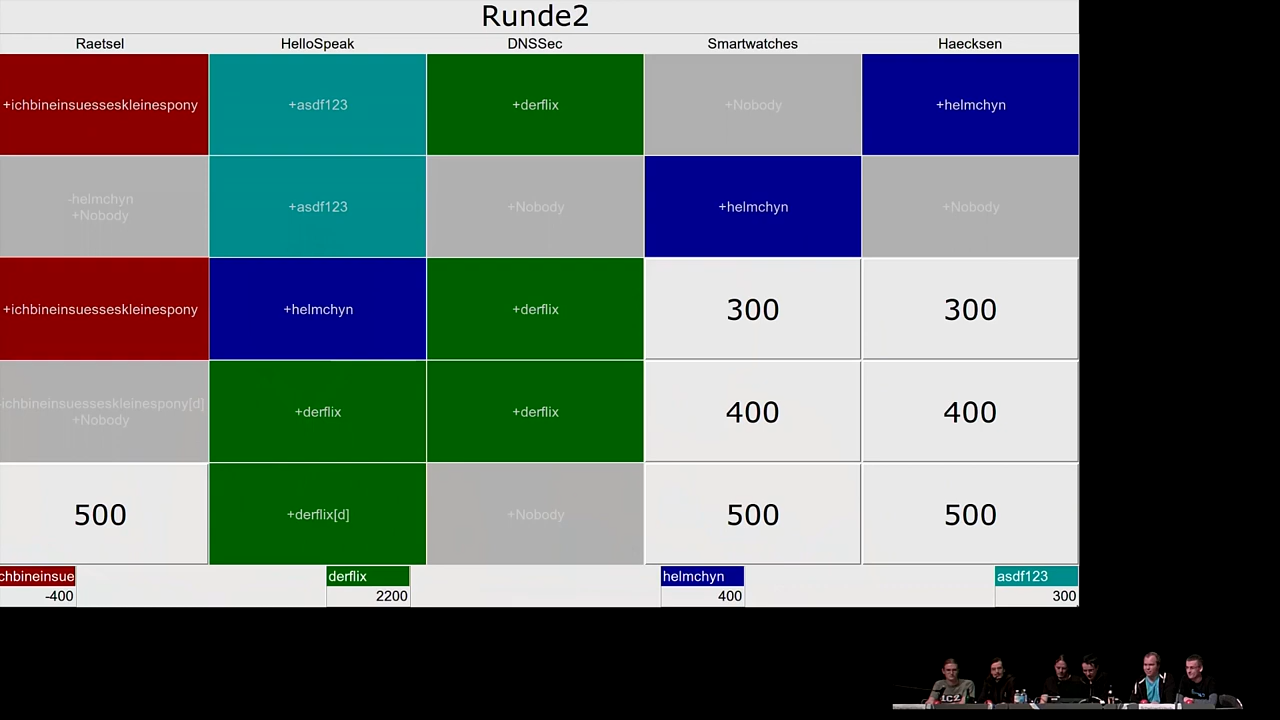 Runde2
Raetsel HelloSpeak DNSSec Smartwatches Haecksen
+ichbineinsuesseskleinespony +asdf123 +derflix +Nobody +helmchyn
-helmchyn
+Nobody +asdf123 +Nobody +helmchyn +Nobody
+ichbineinsuesseskleinespony +helmchyn +derflix 300 300
-ichbineinsuesseskleinespony[d]
+Nobody +derflix +derflix 400 400
500 +derflix[d] +Nobody 500 500
chbineinsue derflix helmchyn asdf123
-400 2200 400 300